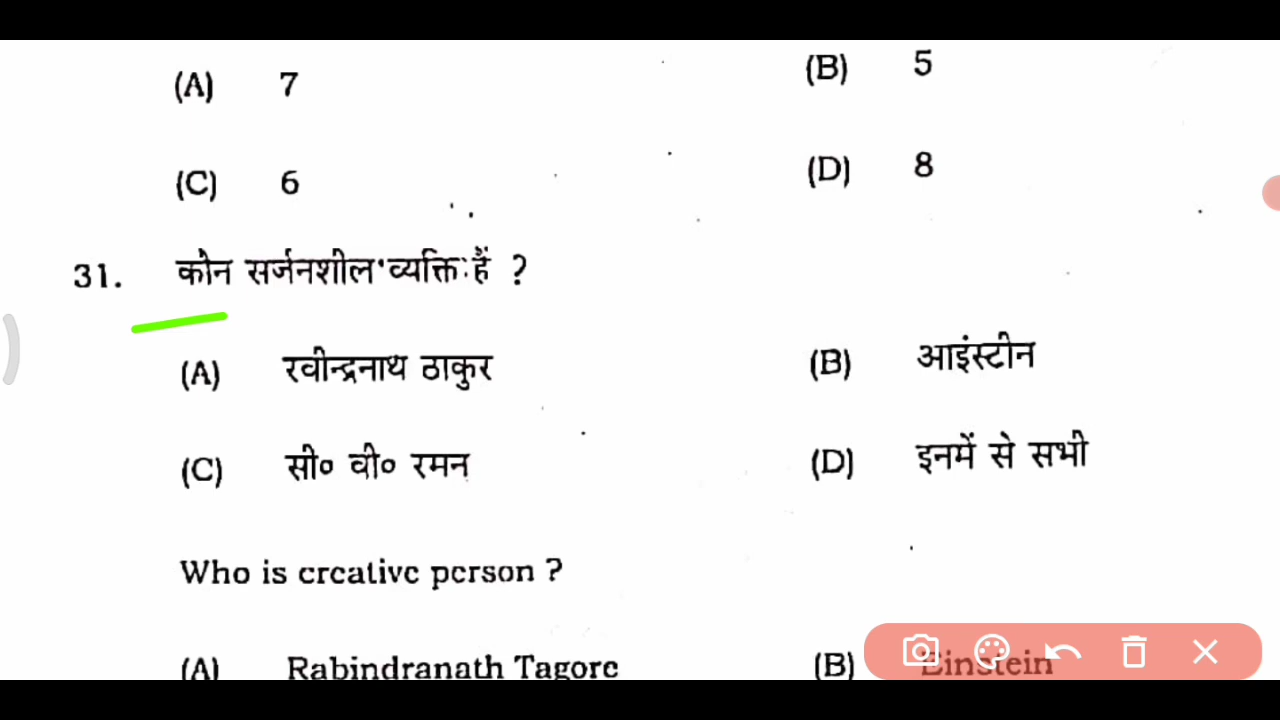 (A) 7 (B) 5
(C) 6 (D) 8
31. कौन सर्जनशील व्यक्ति हैं ?
(A) रवीन्द्रनाथ ठाकुर (B) आइंस्टीन
(C) सी० वी० रमन (D) इनमें से सभी
Who is creative person ?
(A) Rabindranath Tagore (B) Einstein